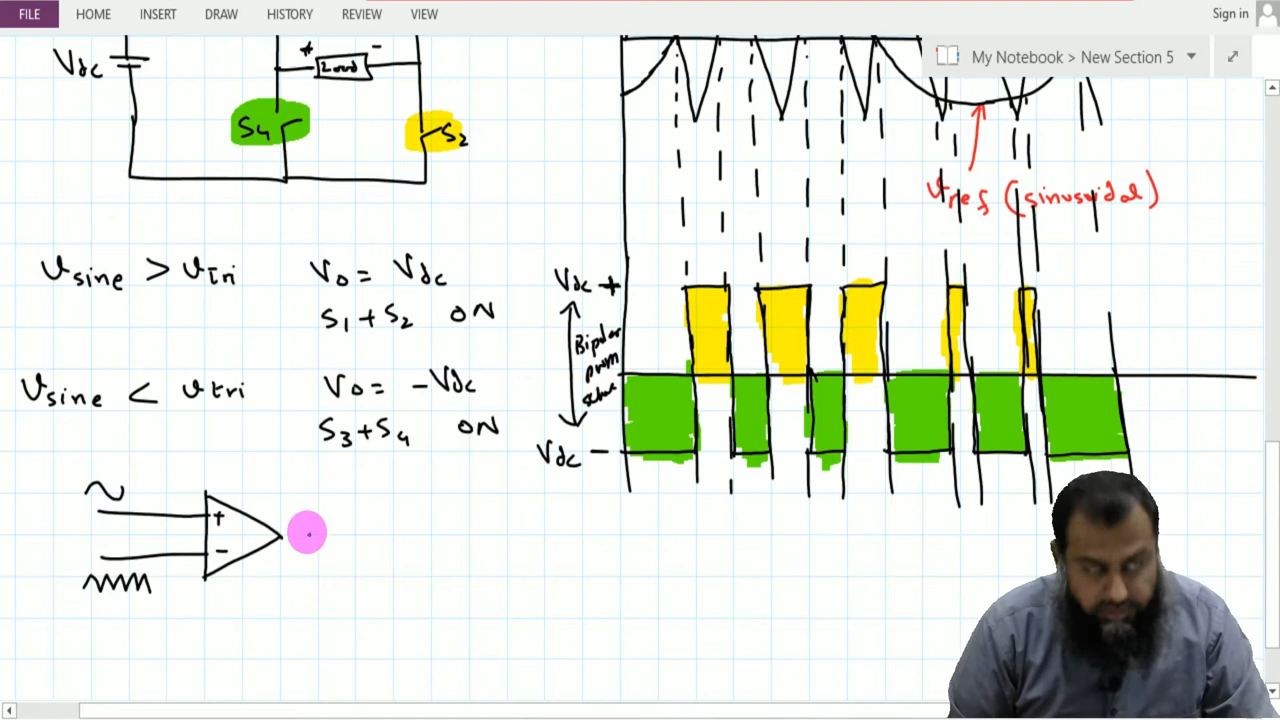 FILE HOME INSERT DRAW HISTORY REVIEW VIEW Sign in
My Notebook > New Section 5
Vdc + Load -
S4 S2
Vref (sinusoidal)
Vsine > Vtri Vo = Vdc
S1 + S2 ON
Vsine < Vtri Vo = -Vdc
S3 + S4 ON
Vdc +
Bipolar
pwm
Vdc -
+
-